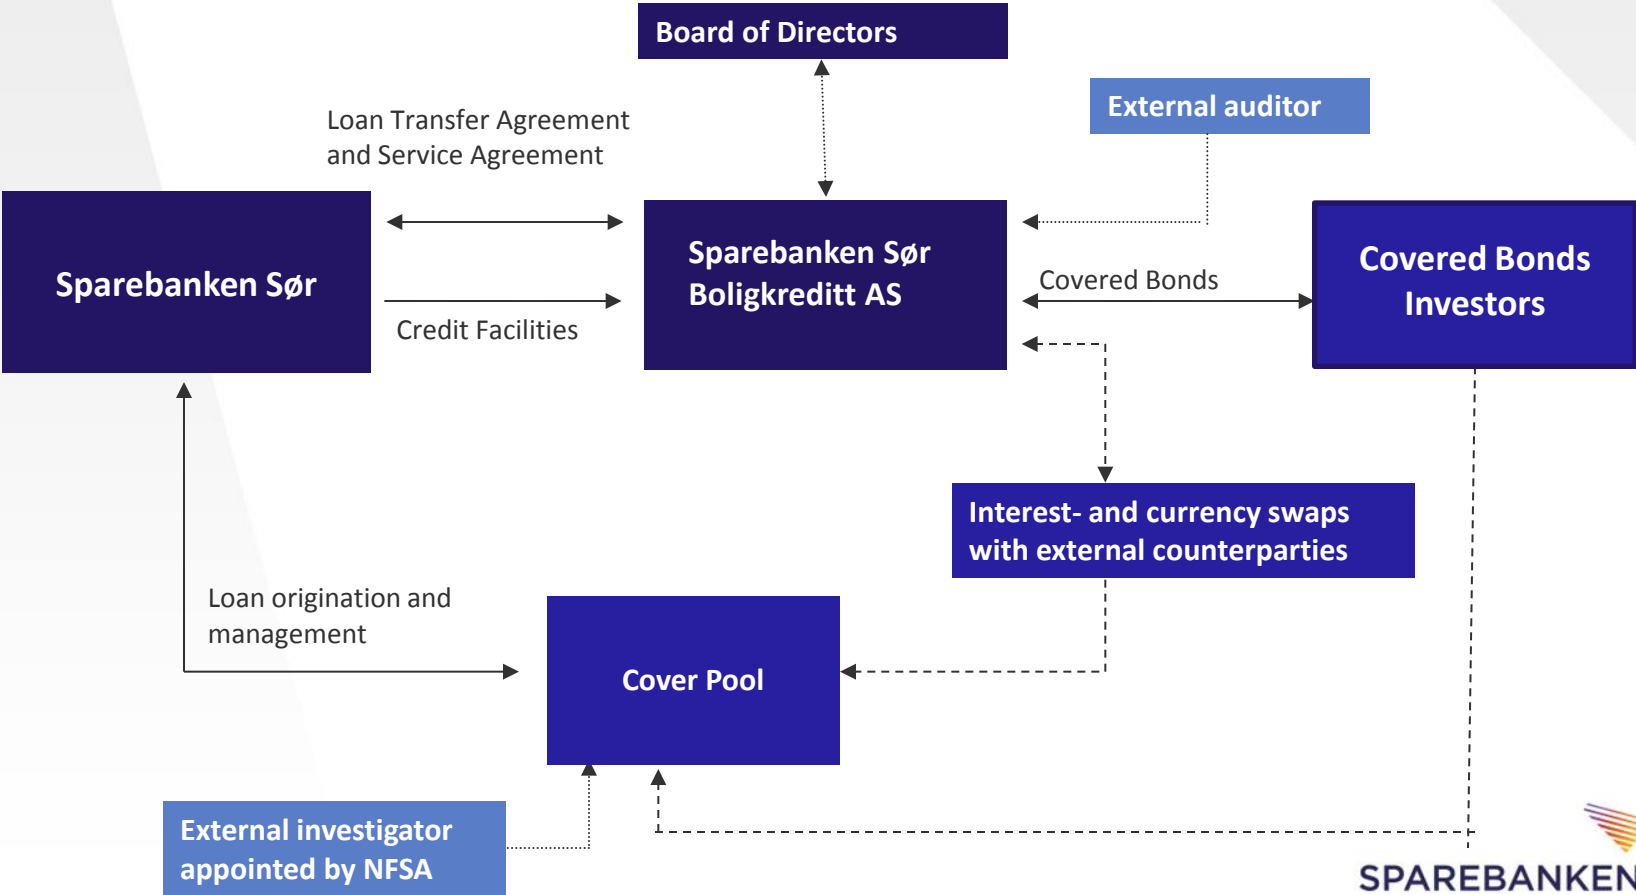 Board of Directors
External auditor
Loan Transfer Agreement
and Service Agreement
Sparebanken Sør
Sparebanken Sør
Boligkreditt AS
Covered Bonds
Investors
Covered Bonds
Credit Facilities
Interest- and currency swaps
with external counterparties
Loan origination and
management
Cover Pool
External investigator
appointed by NFSA
SPAREBANKEN